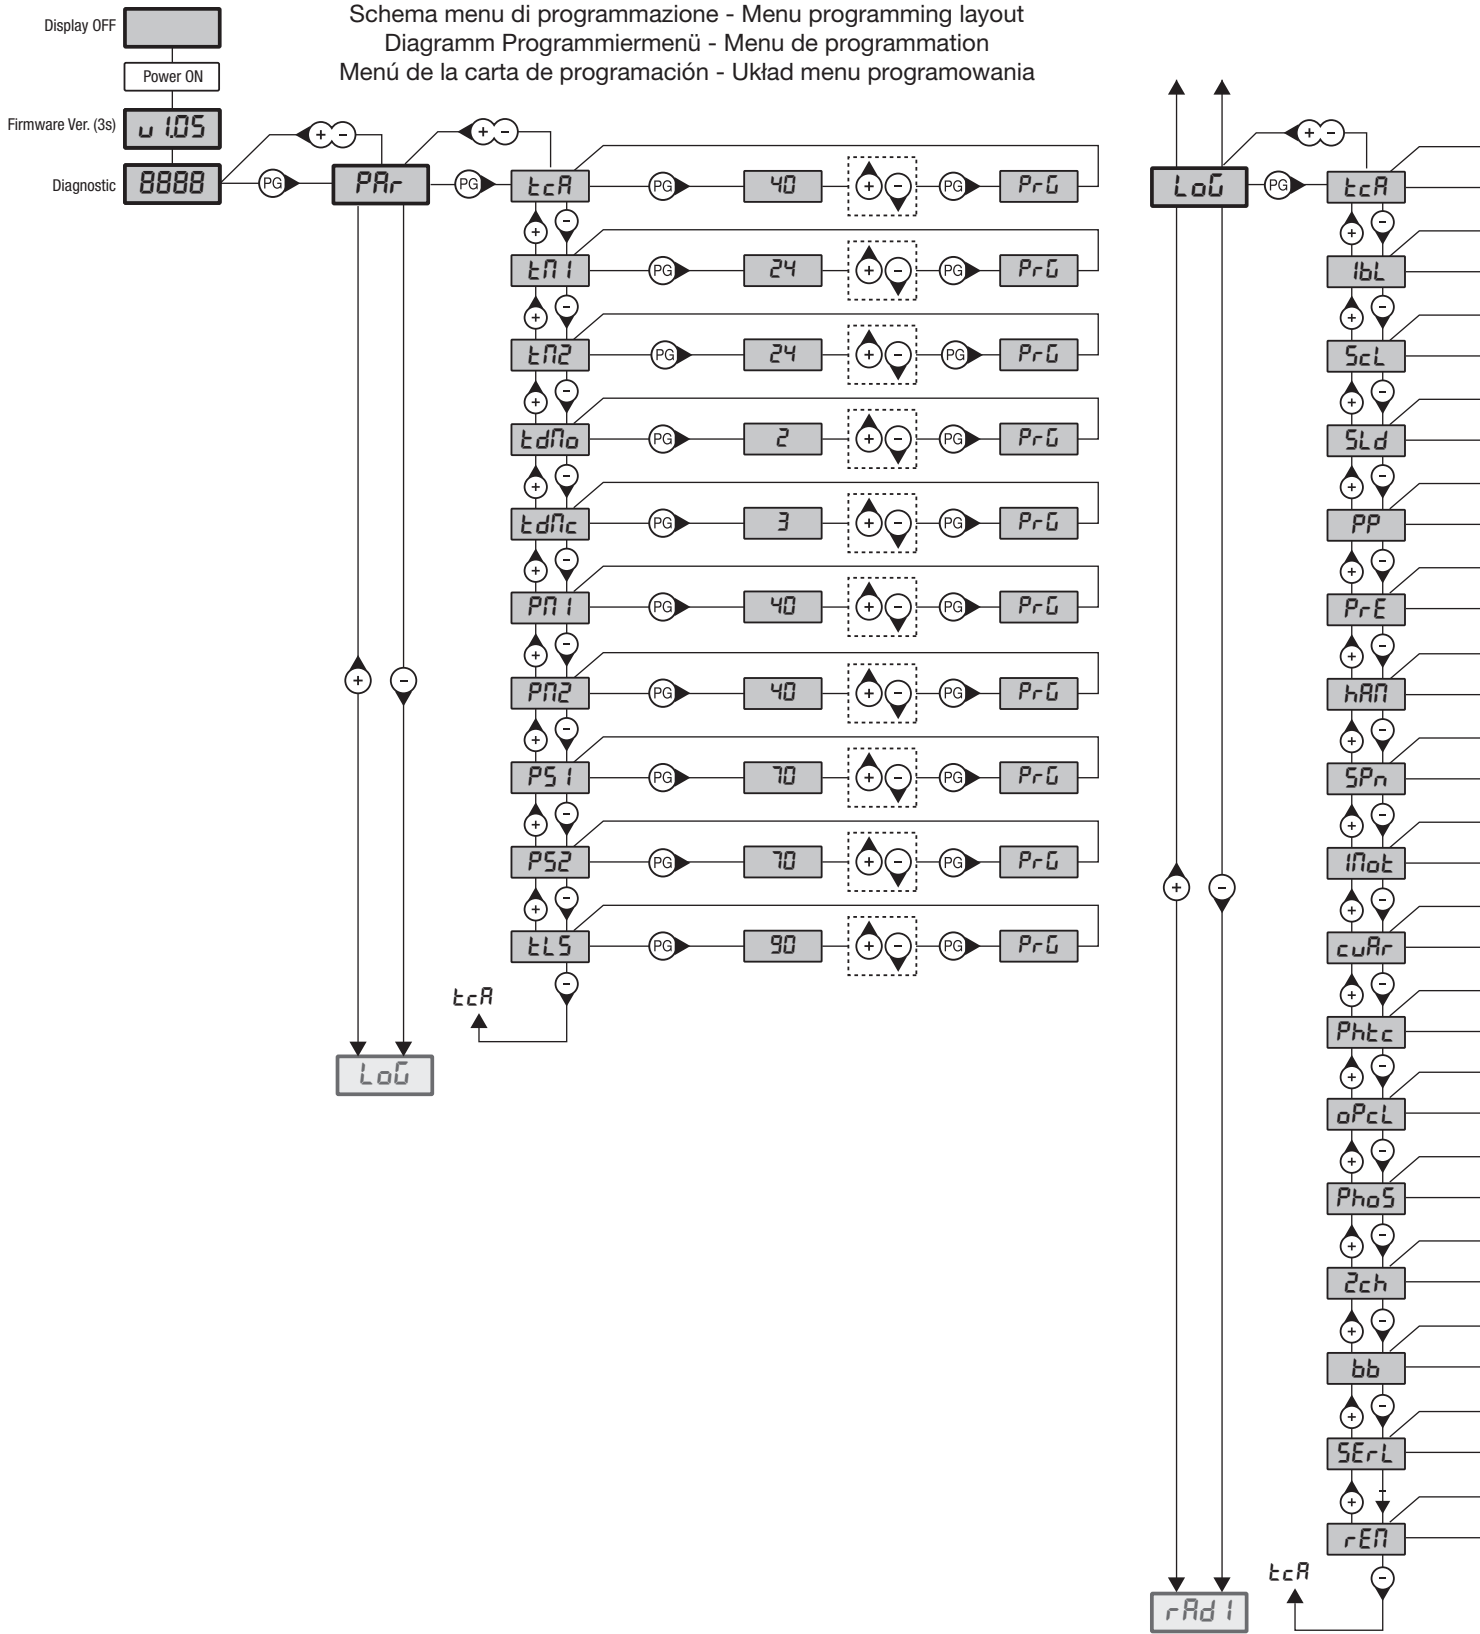 Schema menu di programmazione - Menu programming layout
Diagramm Programmiermenü - Menu de programmation
Menú de la carta de programación - Układ menu programowania
Display OFF
Power ON
Firmware Ver. (3s) v 1.05
Diagnostic 8888 PG PAr PG tcA PG 40 + - PG PrG
+ -
+ -
+ -
tM1 PG 24 + - PG PrG
+ -
tM2 PG 24 + - PG PrG
+ -
tdMo PG 2 + - PG PrG
+ -
tdMc PG 3 + - PG PrG
+ -
PM1 PG 40 + - PG PrG
+ -
PM2 PG 40 + - PG PrG
+ -
PS1 PG 70 + - PG PrG
+ -
PS2 PG 70 + - PG PrG
+ -
tLS PG 90 + - PG PrG
-
tcA
+ -
LoG
+ -
LoG PG tcA
+ -
IbL
+ -
ScL
+ -
SLd
+ -
PP
+ -
PrE
+ -
hAM
+ -
SPn
+ -
1Mot
+ -
cuAr
+ -
Phtc
+ -
oPcL
+ -
PhoS
+ -
2ch
+ -
bb
+ -
SErL
+ -
rEM
-
tcA
+ -
rAdI